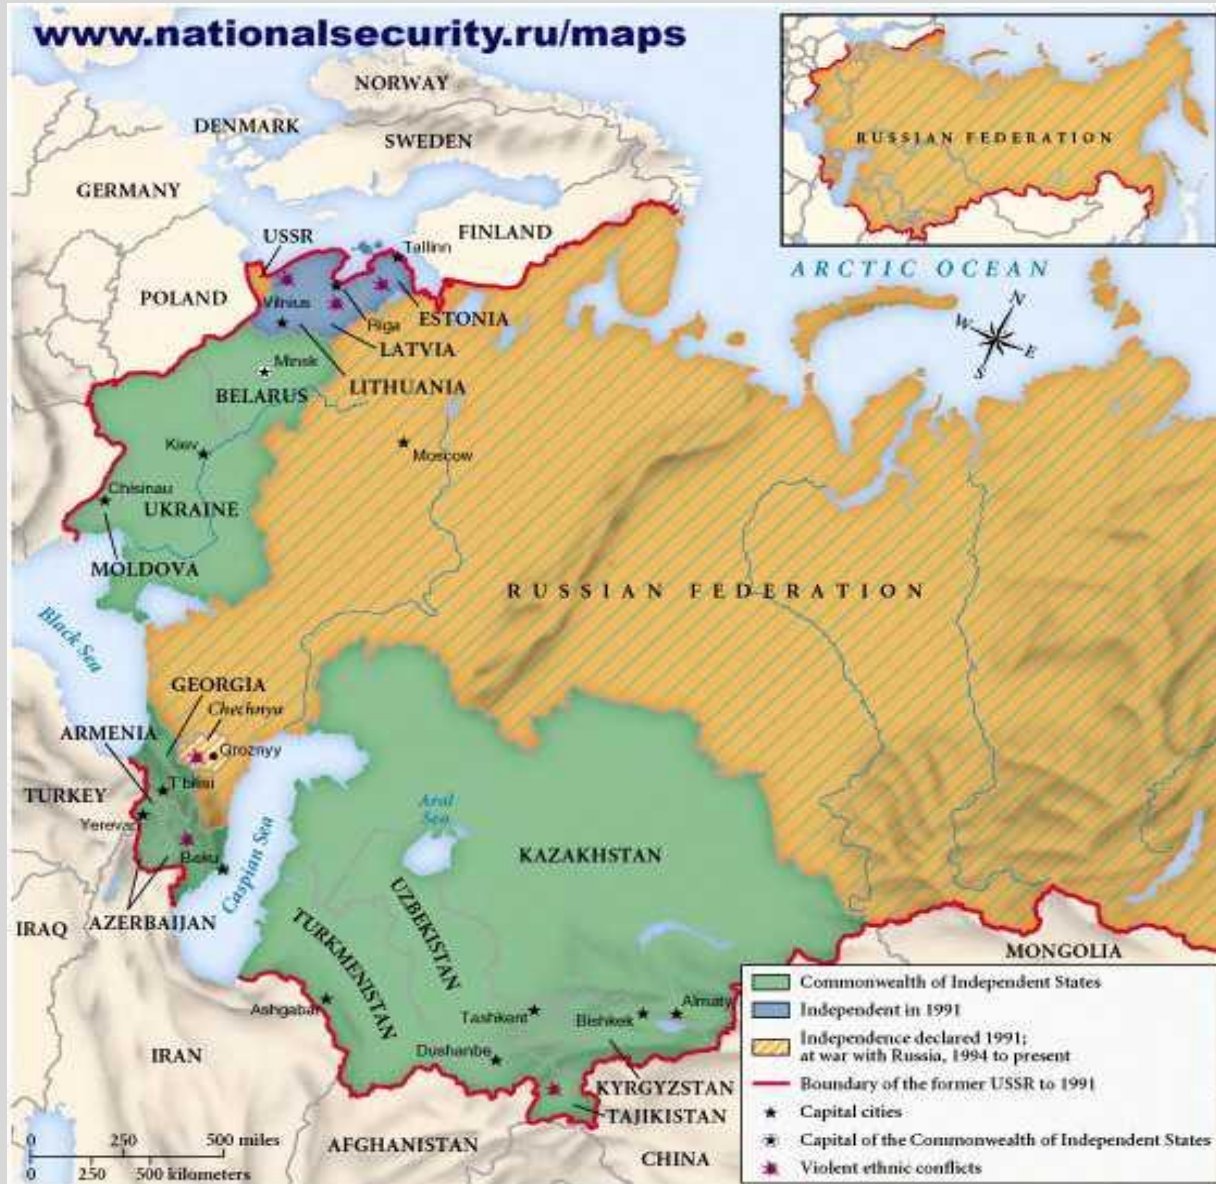 www.nationalsecurity.ru/maps
NORWAY
DENMARK
SWEDEN
GERMANY
RUSSIAN FEDERATION
USSR
FINLAND
Tallinn
ARCTIC OCEAN
POLAND
Vilnius
Riga
ESTONIA
N
W
E
S
LATVIA
Minsk
LITHUANIA
BELARUS
Kiev
Moscow
Chisinau
UKRAINE
MOLDOVA
RUSSIAN FEDERATION
Black Sea
GEORGIA
Chechnya
ARMENIA
Groznyy
T'bilisi
TURKEY
Yerevan
Aral
Sea
Baku
Caspian Sea
KAZAKHSTAN
UZBEKISTAN
TURKMENISTAN
IRAQ
AZERBAIJAN
MONGOLIA
Ashgabat
Tashkent
Bishkek
Almaty
IRAN
Dushanbe
KYRGYZSTAN
TAJIKISTAN
AFGHANISTAN
CHINA
Commonwealth of Independent States
Independent in 1991
Independence declared 1991;
at war with Russia, 1994 to present
Boundary of the former USSR to 1991
Capital cities
Capital of the Commonwealth of Independent States
Violent ethnic conflicts
0 250 500 miles
0 250 500 kilometers